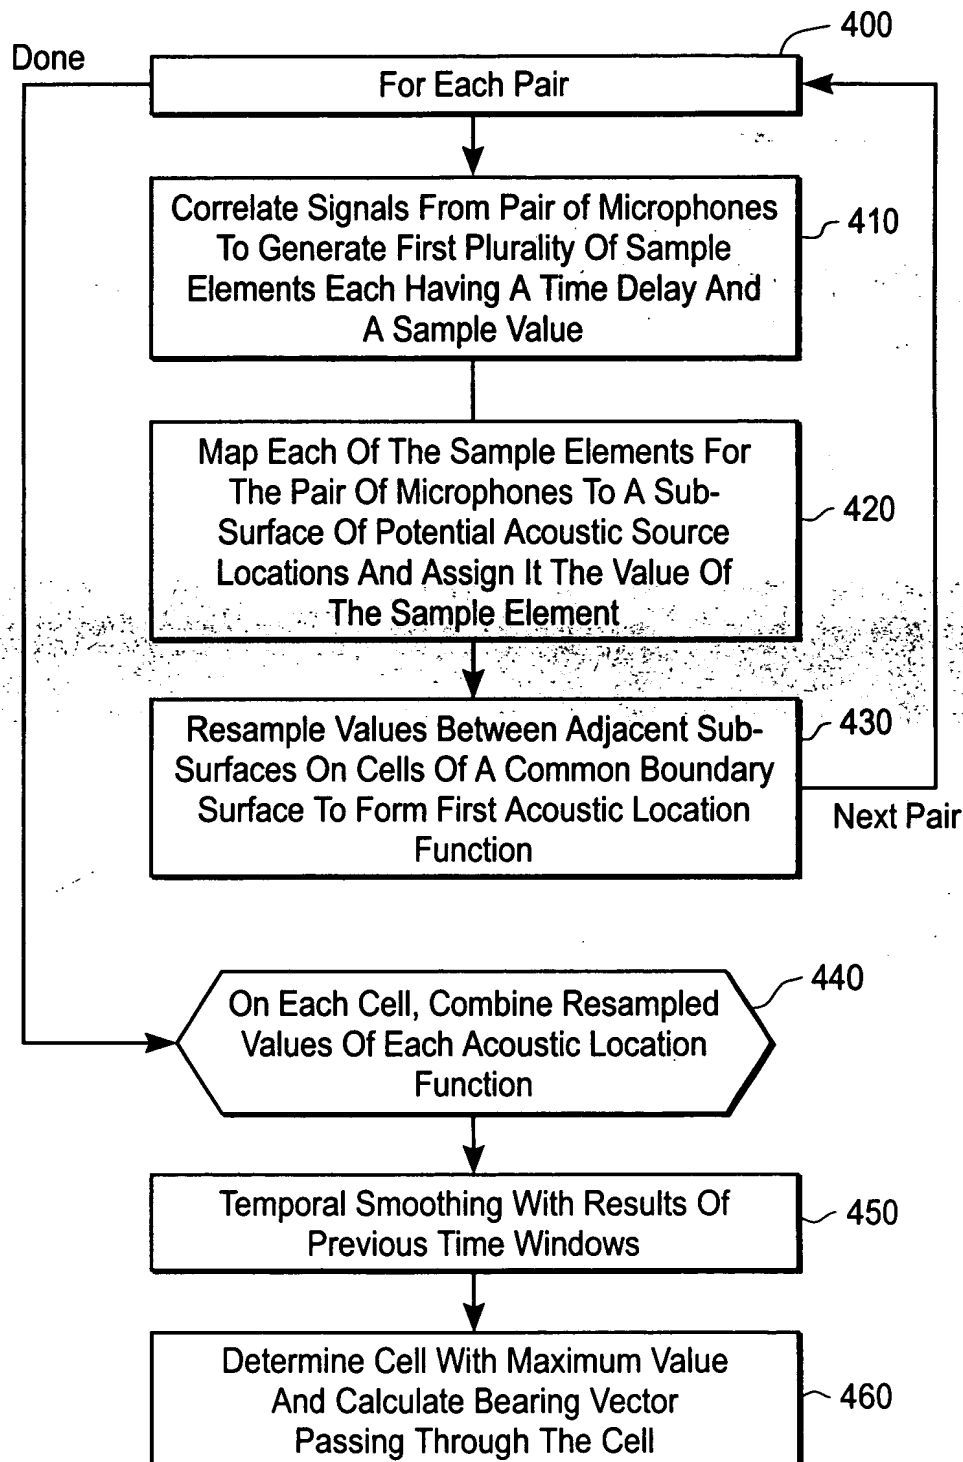 400
Done
For Each Pair
Correlate Signals From Pair of Microphones
To Generate First Plurality Of Sample
Elements Each Having A Time Delay And
A Sample Value
410
Map Each Of The Sample Elements For
The Pair Of Microphones To A Sub-
Surface Of Potential Acoustic Source
Locations And Assign It The Value Of
The Sample Element
420
Resample Values Between Adjacent Sub-
Surfaces On Cells Of A Common Boundary
Surface To Form First Acoustic Location
Function
430
Next Pair
On Each Cell, Combine Resampled
Values Of Each Acoustic Location
Function
440
Temporal Smoothing With Results Of
Previous Time Windows
450
Determine Cell With Maximum Value
And Calculate Bearing Vector
Passing Through The Cell
460